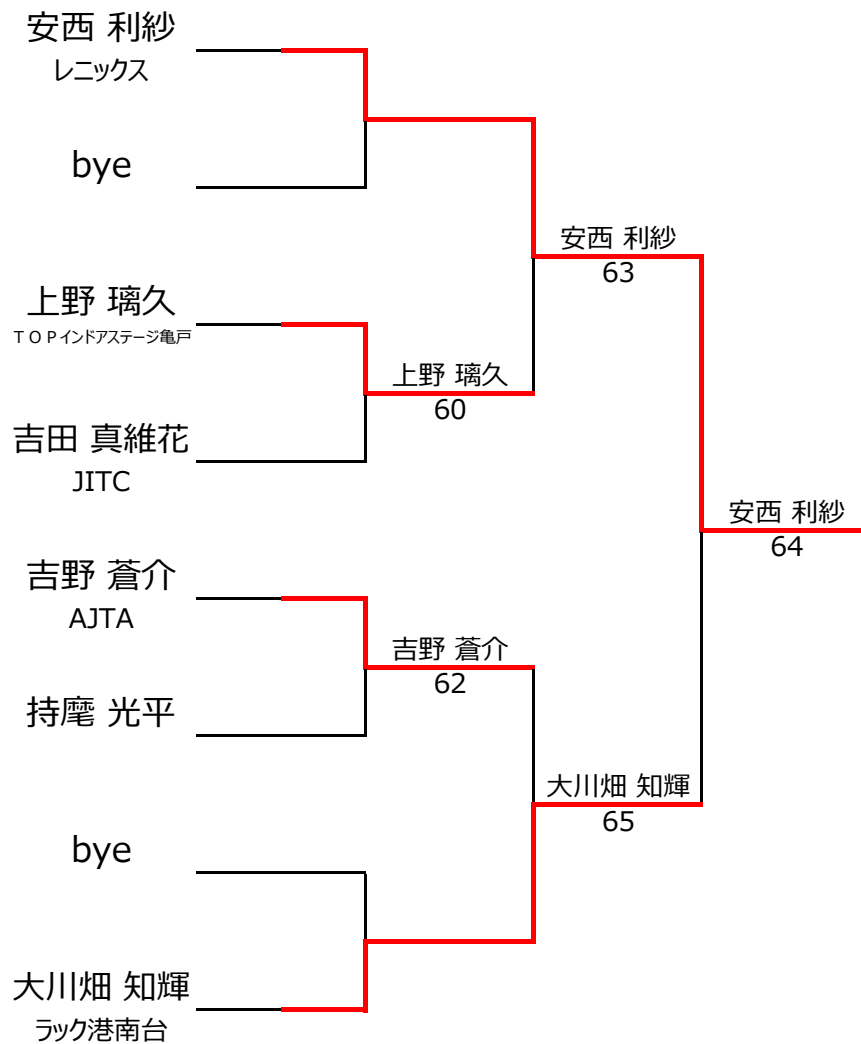 安西 利紗
レニックス
bye
上野 璃久
ＴＯＰインドアステージ亀戸
吉田 真維花
JITC
吉野 蒼介
AJTA
持麾 光平
bye
大川畑 知輝
ラック港南台
上野 璃久
60
吉野 蒼介
62
安西 利紗
63
大川畑 知輝
65
安西 利紗
64